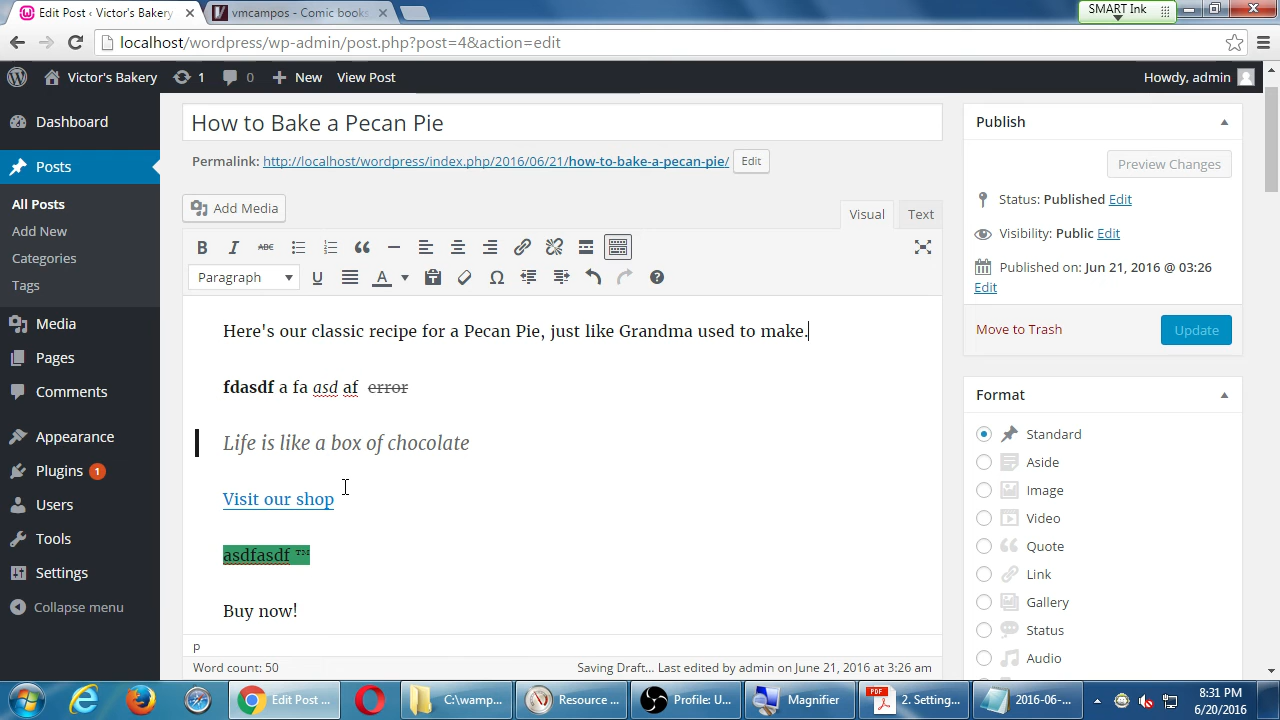 Edit Post ‹ Victor's Bakery
vmcampos - Comic books
SMART Ink
localhost/wordpress/wp-admin/post.php?post=4&action=edit
Victor's Bakery 1 0 New View Post Howdy, admin
Dashboard
Posts
All Posts
Add New
Categories
Tags
Media
Pages
Comments
Appearance
Plugins 1
Users
Tools
Settings
Collapse menu
How to Bake a Pecan Pie
Permalink: http://localhost/wordpress/index.php/2016/06/21/how-to-bake-a-pecan-pie/ Edit
Add Media
Visual Text
B I ABC
Paragraph U A Ω ?
Here's our classic recipe for a Pecan Pie, just like Grandma used to make.
fdasdf a fa asd af error
Life is like a box of chocolate
Visit our shop
asdfasdf ™
Buy now!
p
Word count: 50 Saving Draft... Last edited by admin on June 21, 2016 at 3:26 am
Publish
Preview Changes
Status: Published Edit
Visibility: Public Edit
Published on: Jun 21, 2016 @ 03:26
Edit
Move to Trash Update
Format
Standard
Aside
Image
Video
Quote
Link
Gallery
Status
Audio
Edit Post ...
C:\wamp...
Resource ...
Profile: U...
Magnifier
PDF
2. Setting...
2016-06-...
8:31 PM
6/20/2016